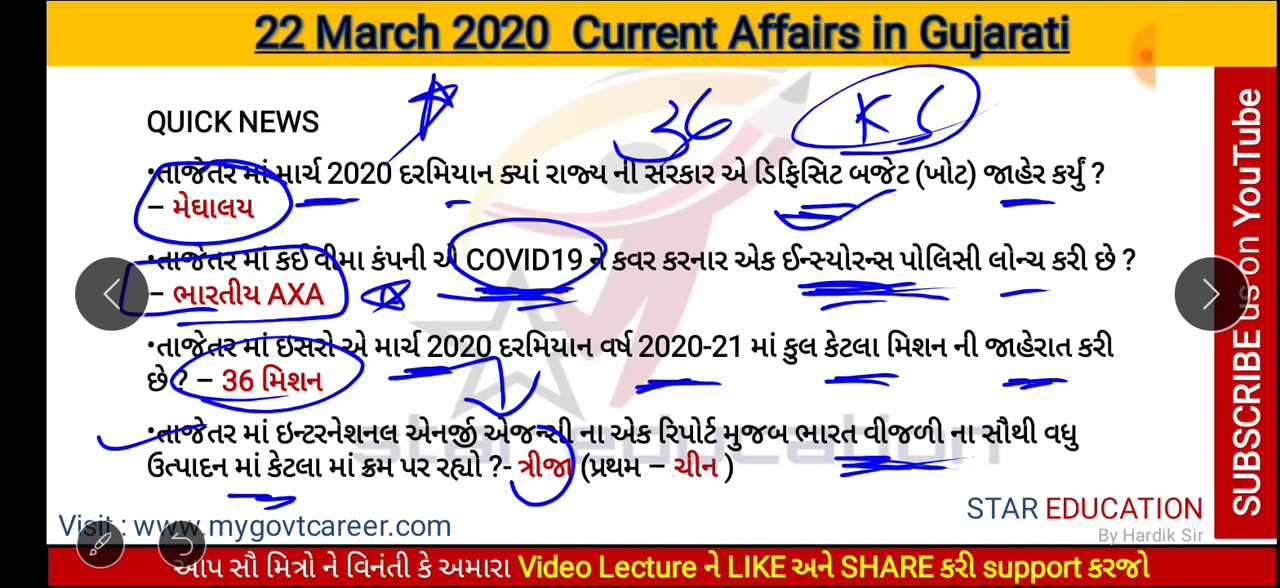 22 March 2020 Current Affairs in Gujarati
36 KS
QUICK NEWS
•તાજેતર માં માર્ચ 2020 દરમિયાન ક્યાં રાજ્ય ની સરકાર એ ડિફિસિટ બજેટ (ખોટ) જાહેર કર્યું ?
– મેઘાલય
•તાજેતર માં કઈ વીમા કંપની એ COVID19 ને કવર કરનાર એક ઈન્સ્યોરન્સ પોલિસી લોન્ચ કરી છે ?
– ભારતીય AXA
•તાજેતર માં ઇસરો એ માર્ચ 2020 દરમિયાન વર્ષ 2020-21 માં કુલ કેટલા મિશન ની જાહેરાત કરી
છે ? – 36 મિશન
•તાજેતર માં ઇન્ટરનેશનલ એનર્જી એજન્સી ના એક રિપોર્ટ મુજબ ભારત વીજળી ના સૌથી વધુ
ઉત્પાદન માં કેટલા માં ક્રમ પર રહ્યો ?- ત્રીજા (પ્રથમ – ચીન )
star education
STAR EDUCATION
Visit : www.mygovtcareer.com
By Hardik Sir
આપ સૌ મિત્રો ને વિનંતી કે અમારા Video Lecture ને LIKE અને SHARE કરી support કરજો
SUBSCRIBE us on YouTube